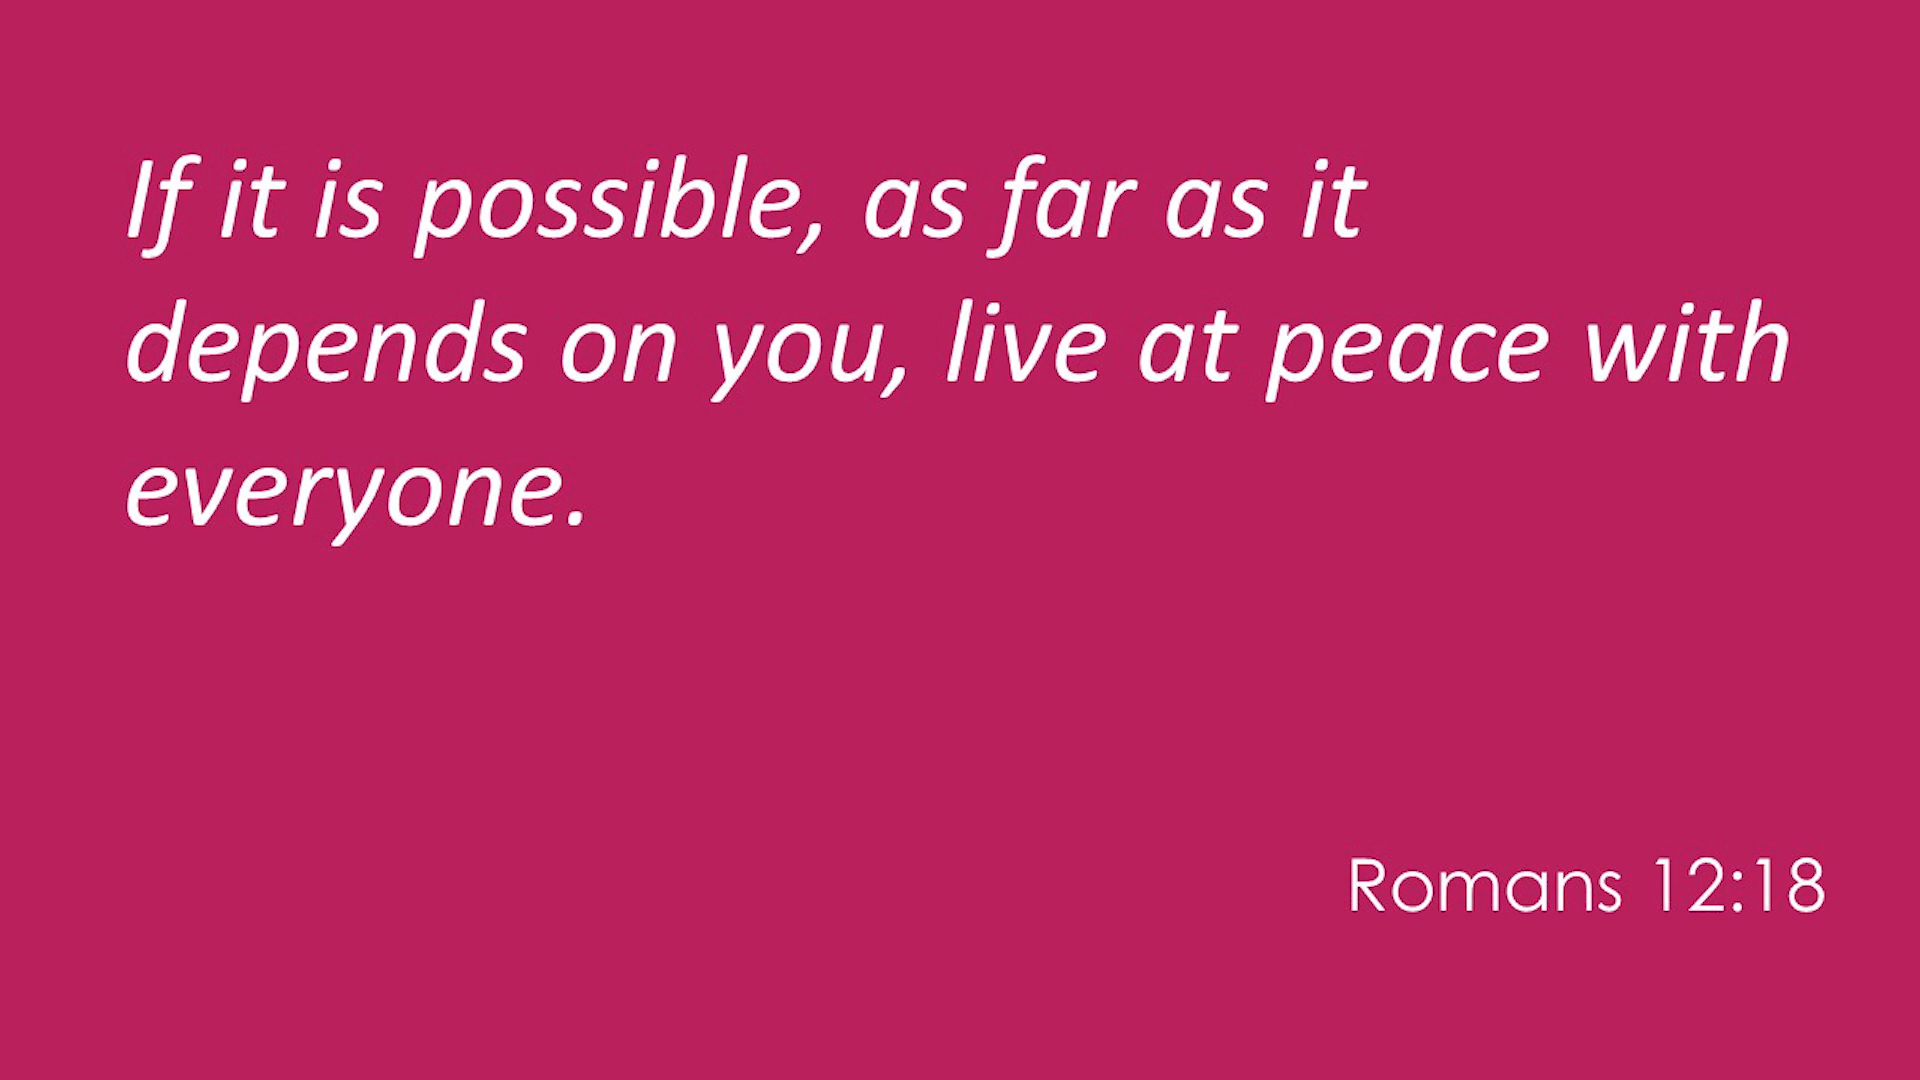 If it is possible, as far as it
depends on you, live at peace with
everyone.
Romans 12:18